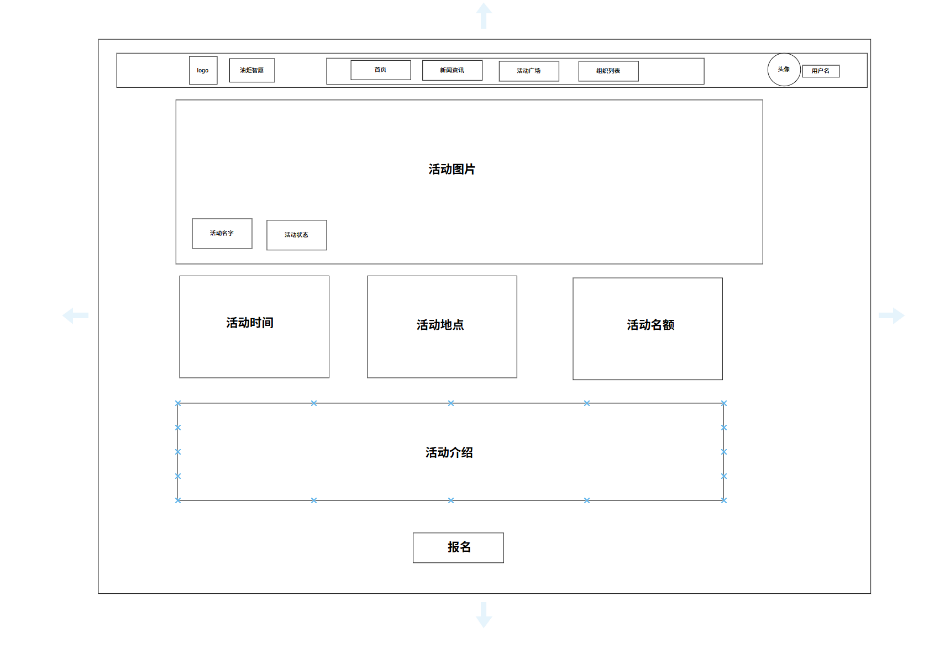 logo
油炬智愿
首页
新闻资讯
活动广场
组织列表
头像
用户名
活动图片
活动名字
活动状态
活动时间
活动地点
活动名额
活动介绍
报名